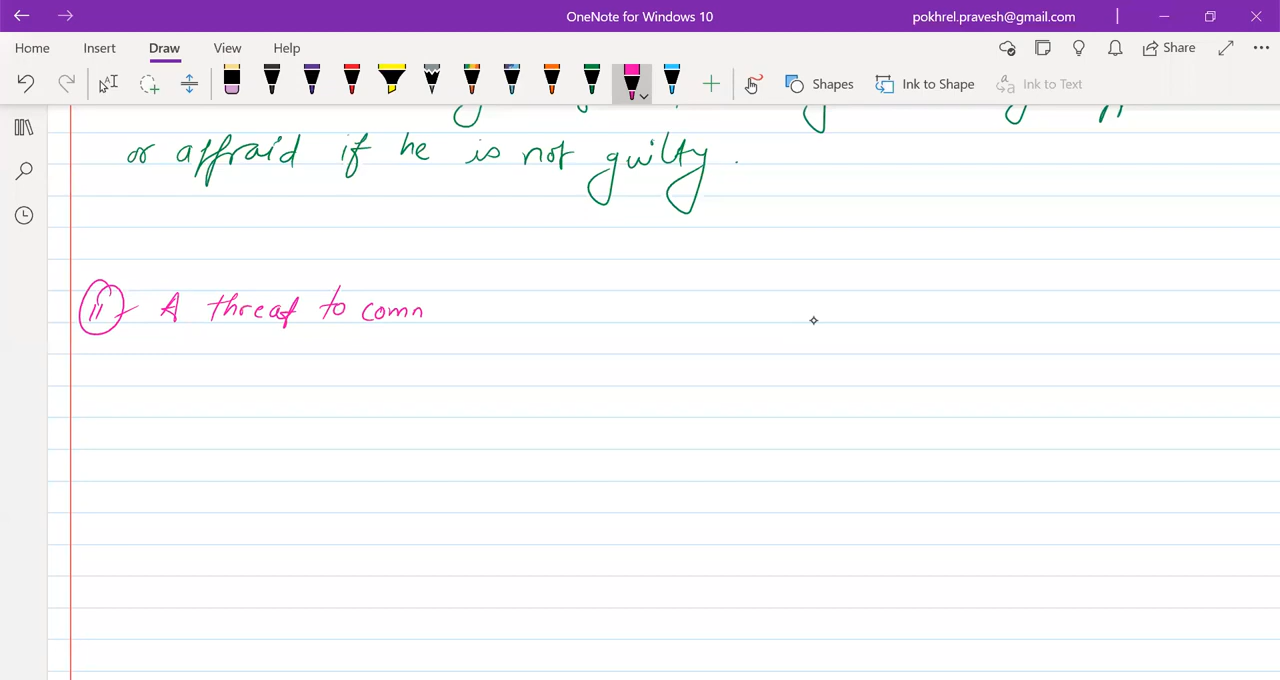 OneNote for Windows 10
pokhrel.pravesh@gmail.com
Home Insert Draw View Help
Share
Shapes Ink to Shape Ink to Text
or affraid if he is not guilty .
ii A threat to comm